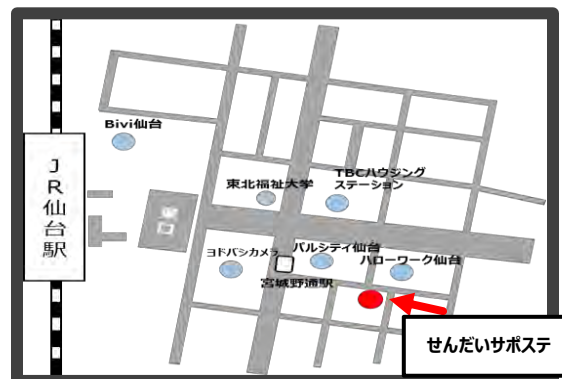 Bivi仙台
JR仙台駅
東口
東北福祉大学
TBCハウジング
ステーション
ヨドバシカメラ
パルシティ仙台
ハローワーク仙台
宮城野通駅
せんだいサポステ